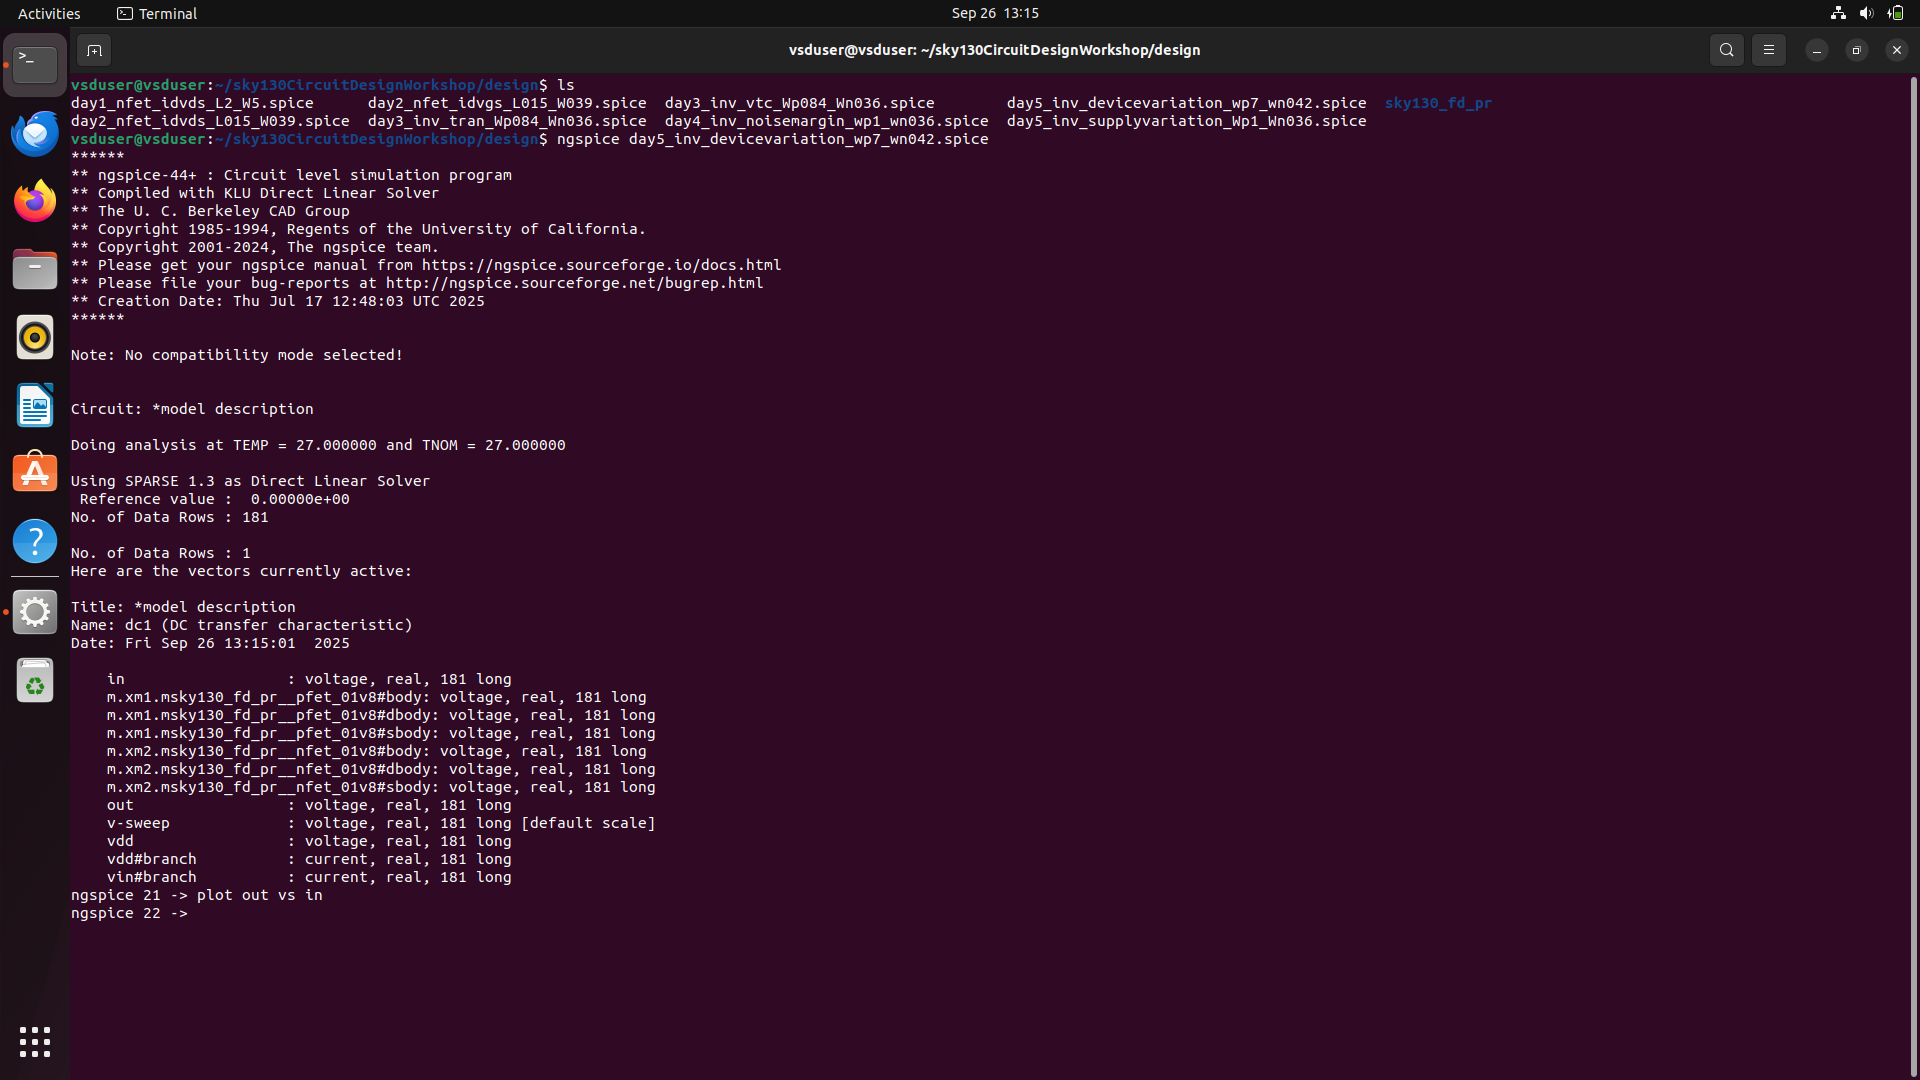 Activities Terminal Sep 26 13:15
vsduser@vsduser: ~/sky130CircuitDesignWorkshop/design
vsduser@vsduser:~/sky130CircuitDesignWorkshop/design$ ls
day1_nfet_idvds_L2_W5.spice day2_nfet_idvgs_L015_W039.spice day3_inv_vtc_Wp084_Wn036.spice day5_inv_devicevariation_wp7_wn042.spice sky130_fd_pr
day2_nfet_idvds_L015_W039.spice day3_inv_tran_Wp084_Wn036.spice day4_inv_noisemargin_wp1_wn036.spice day5_inv_supplyvariation_Wp1_Wn036.spice
vsduser@vsduser:~/sky130CircuitDesignWorkshop/design$ ngspice day5_inv_devicevariation_wp7_wn042.spice
******
** ngspice-44+ : Circuit level simulation program
** Compiled with KLU Direct Linear Solver
** The U. C. Berkeley CAD Group
** Copyright 1985-1994, Regents of the University of California.
** Copyright 2001-2024, The ngspice team.
** Please get your ngspice manual from https://ngspice.sourceforge.io/docs.html
** Please file your bug-reports at http://ngspice.sourceforge.net/bugrep.html
** Creation Date: Thu Jul 17 12:48:03 UTC 2025
******
Note: No compatibility mode selected!
Circuit: *model description
Doing analysis at TEMP = 27.000000 and TNOM = 27.000000
Using SPARSE 1.3 as Direct Linear Solver
Reference value : 0.00000e+00
No. of Data Rows : 181
No. of Data Rows : 1
Here are the vectors currently active:
Title: *model description
Name: dc1 (DC transfer characteristic)
Date: Fri Sep 26 13:15:01 2025
in : voltage, real, 181 long
m.xm1.msky130_fd_pr__pfet_01v8#body: voltage, real, 181 long
m.xm1.msky130_fd_pr__pfet_01v8#dbody: voltage, real, 181 long
m.xm1.msky130_fd_pr__pfet_01v8#sbody: voltage, real, 181 long
m.xm2.msky130_fd_pr__nfet_01v8#body: voltage, real, 181 long
m.xm2.msky130_fd_pr__nfet_01v8#dbody: voltage, real, 181 long
m.xm2.msky130_fd_pr__nfet_01v8#sbody: voltage, real, 181 long
out : voltage, real, 181 long
v-sweep : voltage, real, 181 long [default scale]
vdd : voltage, real, 181 long
vdd#branch : current, real, 181 long
vin#branch : current, real, 181 long
ngspice 21 -> plot out vs in
ngspice 22 ->